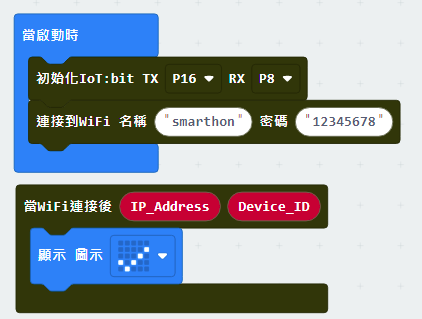 當啟動時
初始化IoT:bit TX P16 RX P8
連接到WiFi 名稱 "smarthon" 密碼 "12345678"
當WiFi連接後 IP_Address Device_ID
顯示 圖示